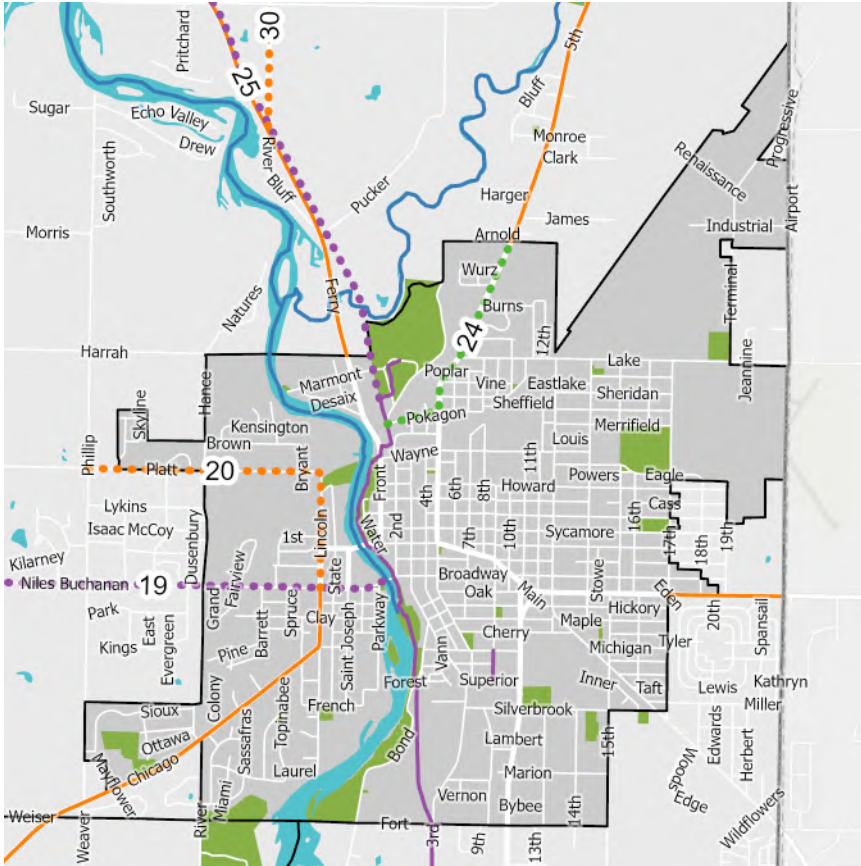 Pritchard
30
5th
25
Sugar
Echo Valley
Drew
Bluff
Progressive
Monroe
Clark
River Bluff
Renaissance
Southworth
Pucker
Harger
James
Airport
Industrial
Morris
Arnold
Wurz
Natures
Ferry
Burns
Terminal
24
12th
Harrah
Lake
Marmont
Poplar
Vine
Eastlake
Jeannine
Desaix
Sheffield
Sheridan
Hance
Skyline
Pokagon
Kensington
Merrifield
Brown
Wayne
Louis
11th
Phillip
Platt
20
Bryant
Front
4th
6th
8th
Howard
Powers
Eagle
Lykins
Cass
Isaac McCoy
Dusenbury
1st
Lincoln
Water
2nd
7th
10th
Sycamore
16th
17th
18th
19th
Kilarney
Niles Buchanan
19
Fairview
State
Broadway
Oak
Main
Stowe
Eden
Park
Grand
Spruce
Clay
Saint Joseph
Parkway
Hickory
20th
Spansail
East
Barrett
Maple
Kings
Evergreen
Pine
Cherry
Michigan
Tyler
Vann
Forest
Superior
Inner
Taft
Lewis
Kathryn
Miller
Sioux
Colony
Topinabee
French
Silverbrook
Ottawa
Sassafras
Bond
Lambert
15th
Edwards
Herbert
Mayflower
Chicago
Laurel
Marion
Woods
Edge
Miami
Vernon
Bybee
14th
Weiser
Weaver
River
Fort
3rd
9th
13th
Wildflowers